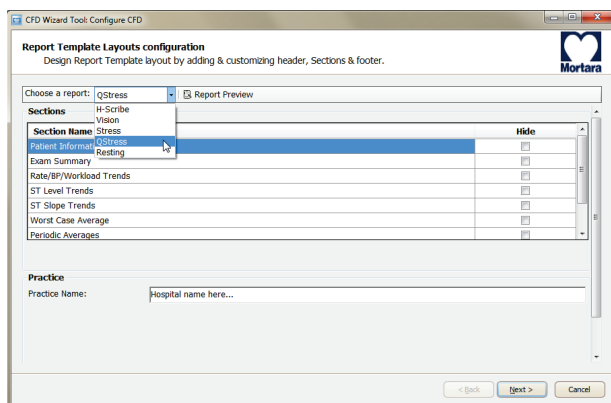 CFD Wizard Tool: Configure CFD
Report Template Layouts configuration
Design Report Template layout by adding & customizing header, Sections & footer.
Mortara
Choose a report: QStress Report Preview
H-Scribe
Vision
Stress
QStress
Resting
Sections
Section Name Hide
Patient Informati
Exam Summary
Rate/BP/Workload Trends
ST Level Trends
ST Slope Trends
Worst Case Average
Periodic Averages
Practice
Practice Name: Hospital name here...
< Back Next > Cancel